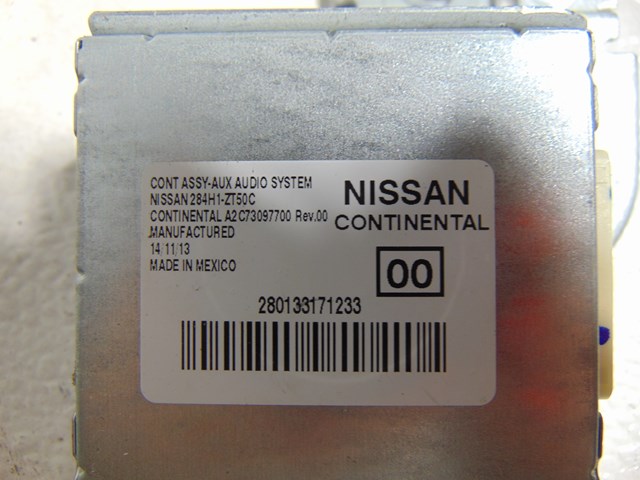 CONT ASSY-AUX AUDIO SYSTEM
NISSAN 284H1-ZT50C
CONTINENTAL A2C73097700 Rev.00
MANUFACTURED
14/11/13
MADE IN MEXICO
NISSAN
CONTINENTAL
00
280133171233